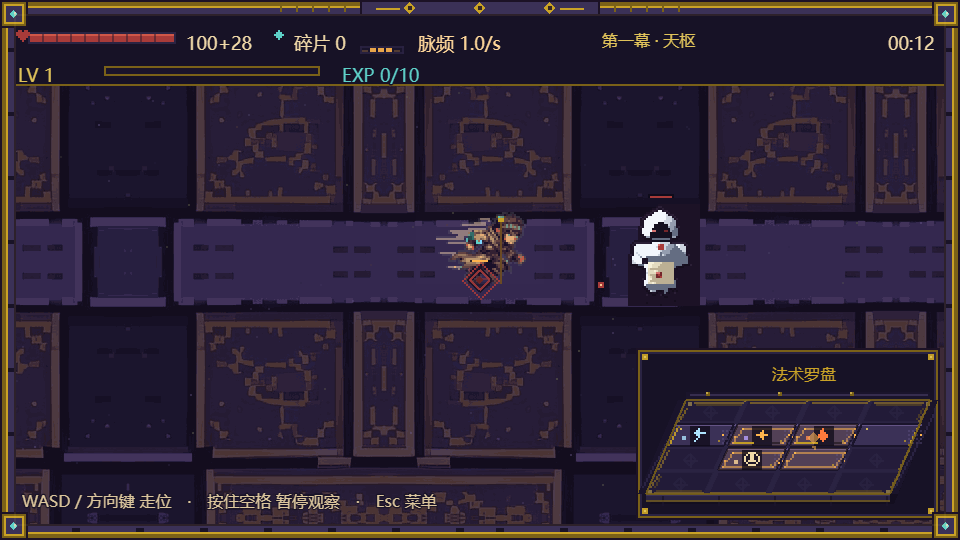 100+28 碎片 0 脉频 1.0/s 第一幕 · 天枢 00:12
LV 1 EXP 0/10
法术罗盘
WASD / 方向键 走位 · 按住空格 暂停观察 · Esc 菜单